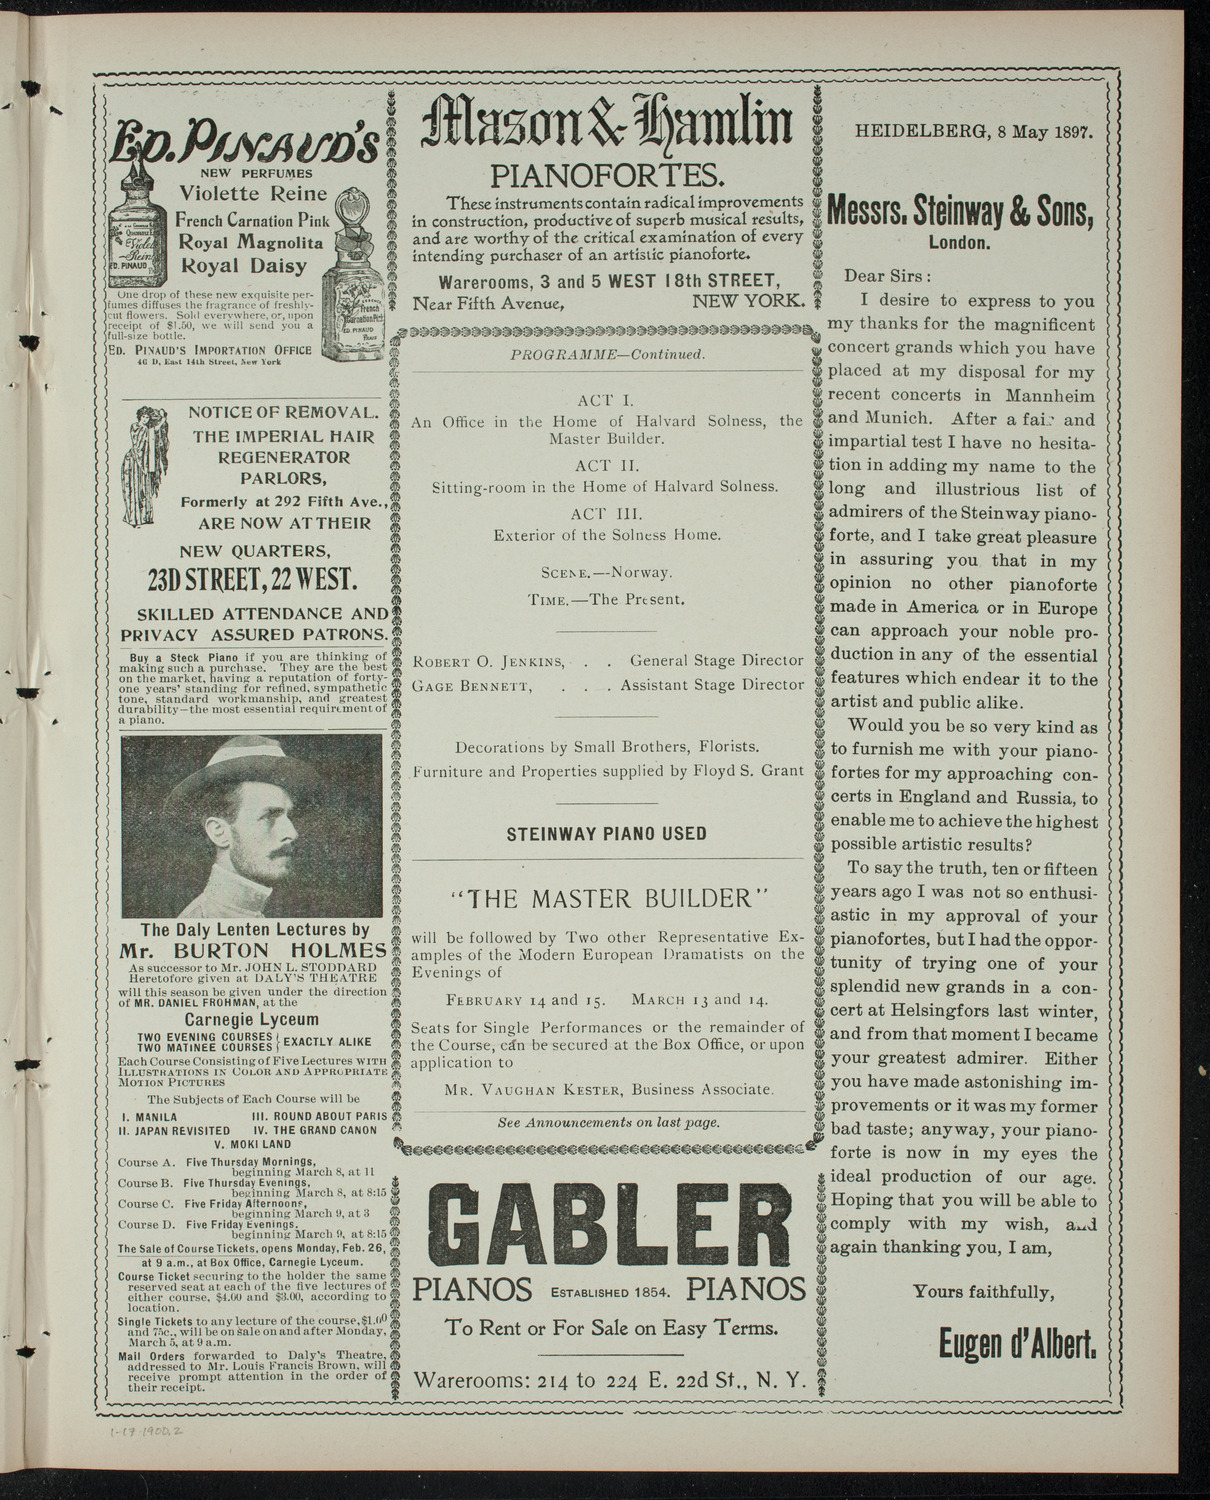 ED. PINAUD'S
NEW PERFUMES
Violette Reine
French Carnation Pink
Royal Magnolita
Royal Daisy
One drop of these new exquisite per-
fumes diffuses the fragrance of freshly-
cut flowers. Sold everywhere, or, upon
receipt of $1.50, we will send you a
full-size bottle.
ED. PINAUD'S IMPORTATION OFFICE
46 D, East 14th Street, New York
NOTICE OF REMOVAL.
THE IMPERIAL HAIR
REGENERATOR
PARLORS,
Formerly at 292 Fifth Ave.,
ARE NOW AT THEIR
NEW QUARTERS,
23D STREET, 22 WEST.
SKILLED ATTENDANCE AND
PRIVACY ASSURED PATRONS.
Buy a Steck Piano if you are thinking of
making such a purchase. They are the best
on the market, having a reputation of forty-
one years' standing for refined, sympathetic
tone, standard workmanship, and greatest
durability—the most essential requirement of
a piano.
The Daly Lenten Lectures by
Mr. BURTON HOLMES
As successor to Mr. JOHN L. STODDARD
Heretofore given at DALY'S THEATRE
will this season be given under the direction
of MR. DANIEL FROHMAN, at the
Carnegie Lyceum
TWO EVENING COURSES
TWO MATINEE COURSES } EXACTLY ALIKE
Each Course Consisting of Five Lectures WITH
ILLUSTRATIONS IN COLOR AND APPROPRIATE
MOTION PICTURES
The Subjects of Each Course will be
I. MANILA III. ROUND ABOUT PARIS
II. JAPAN REVISITED IV. THE GRAND CANON
V. MOKI LAND
Course A. Five Thursday Mornings,
beginning March 8, at 11
Course B. Five Thursday Evenings,
beginning March 8, at 8:15
Course C. Five Friday Afternoons,
beginning March 9, at 3
Course D. Five Friday Evenings.
beginning March 9, at 8:15
The Sale of Course Tickets, opens Monday, Feb. 26,
at 9 a.m., at Box Office, Carnegie Lyceum.
Course Ticket securing to the holder the same
reserved seat at each of the five lectures of
either course, $4.00 and $3.00, according to
location.
Single Tickets to any lecture of the course, $1.00
and 75c., will be on sale on and after Monday,
March 5, at 9 a.m.
Mail Orders forwarded to Daly's Theatre,
addressed to Mr. Louis Francis Brown, will
receive prompt attention in the order of
their receipt.
Mason & Hamlin
PIANOFORTES.
These instruments contain radical improvements
in construction, productive of superb musical results,
and are worthy of the critical examination of every
intending purchaser of an artistic pianoforte.
Warerooms, 3 and 5 WEST 18th STREET,
Near Fifth Avenue, NEW YORK.
PROGRAMME—Continued.
ACT I.
An Office in the Home of Halvard Solness, the
Master Builder.
ACT II.
Sitting-room in the Home of Halvard Solness.
ACT III.
Exterior of the Solness Home.
SCENE.—Norway.
TIME.—The Present.
ROBERT O. JENKINS, . . General Stage Director
GAGE BENNETT, . . . Assistant Stage Director
Decorations by Small Brothers, Florists.
Furniture and Properties supplied by Floyd S. Grant
STEINWAY PIANO USED
"THE MASTER BUILDER"
will be followed by Two other Representative Ex-
amples of the Modern European Dramatists on the
Evenings of
FEBRUARY 14 and 15. MARCH 13 and 14.
Seats for Single Performances or the remainder of
the Course, can be secured at the Box Office, or upon
application to
MR. VAUGHAN KESTER, Business Associate.
See Announcements on last page.
GABLER
PIANOS ESTABLISHED 1854. PIANOS
To Rent or For Sale on Easy Terms.
Warerooms: 214 to 224 E. 22d St., N. Y.
HEIDELBERG, 8 May 1897.
Messrs. Steinway & Sons,
London.
Dear Sirs:
I desire to express to you
my thanks for the magnificent
concert grands which you have
placed at my disposal for my
recent concerts in Mannheim
and Munich. After a fair and
impartial test I have no hesita-
tion in adding my name to the
long and illustrious list of
admirers of the Steinway piano-
forte, and I take great pleasure
in assuring you that in my
opinion no other pianoforte
made in America or in Europe
can approach your noble pro-
duction in any of the essential
features which endear it to the
artist and public alike.
Would you be so very kind as
to furnish me with your piano-
fortes for my approaching con-
certs in England and Russia, to
enable me to achieve the highest
possible artistic results?
To say the truth, ten or fifteen
years ago I was not so enthusi-
astic in my approval of your
pianofortes, but I had the oppor-
tunity of trying one of your
splendid new grands in a con-
cert at Helsingfors last winter,
and from that moment I became
your greatest admirer. Either
you have made astonishing im-
provements or it was my former
bad taste; anyway, your piano-
forte is now in my eyes the
ideal production of our age.
Hoping that you will be able to
comply with my wish, and
again thanking you, I am,
Yours faithfully,
Eugen d'Albert.
1-17-1900.2